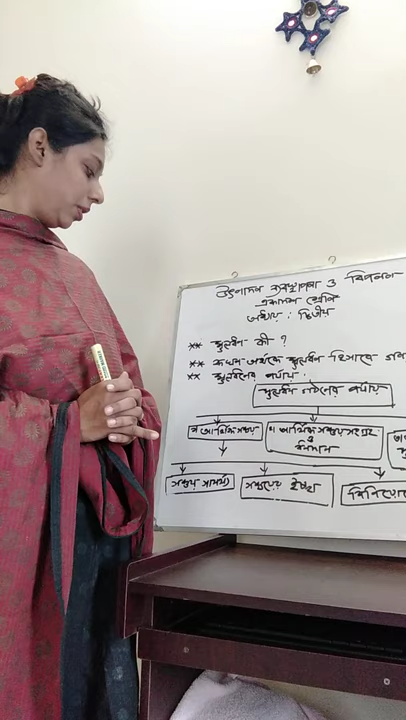 উৎপাদন ব্যবস্থাপনা ও বিপণন
একাদশ শ্রেণি
অধ্যায় : দ্বিতীয়
** মূলধন কী ?
** কখন অর্থকে মূলধন হিসাবে গন
** মূলধনের পর্যায় :
মূলধন গঠনের পর্যায়
আর্থিক সঞ্চয়
আর্থিক সঞ্চয় সংগ্রহ
ও
সঞ্চয় সামর্থ্য
সঞ্চয়ের ইচ্ছা